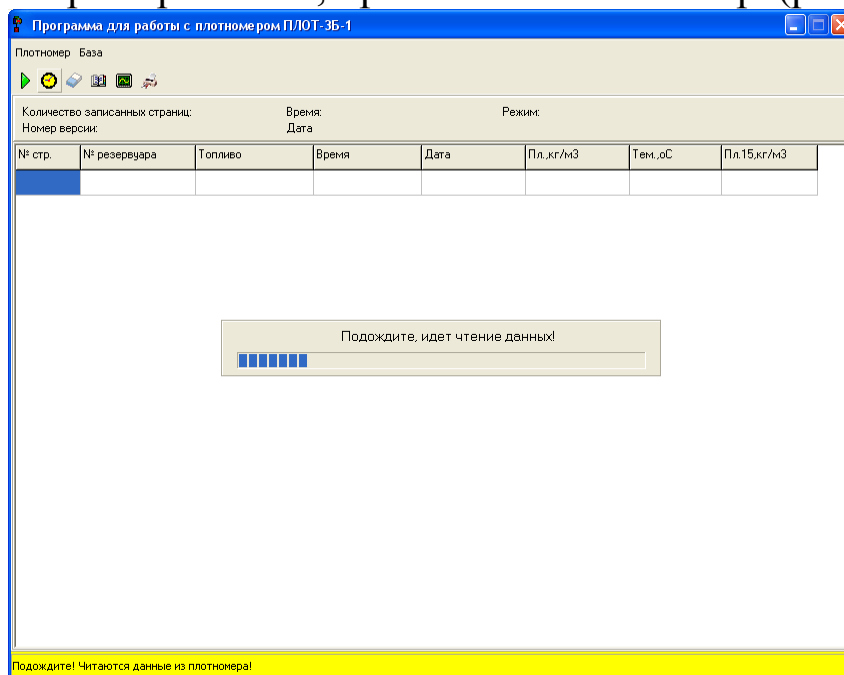 Программа для работы с плотномером ПЛОТ-3Б-1
Плотномер База
Количество записанных страниц: Время: Режим:
Номер версии: Дата
№ стр. № резервуара Топливо Время Дата Пл.,кг/м3 Тем.,оС Пл.15,кг/м3
Подождите, идет чтение данных!
Подождите! Читаются данные из плотномера!